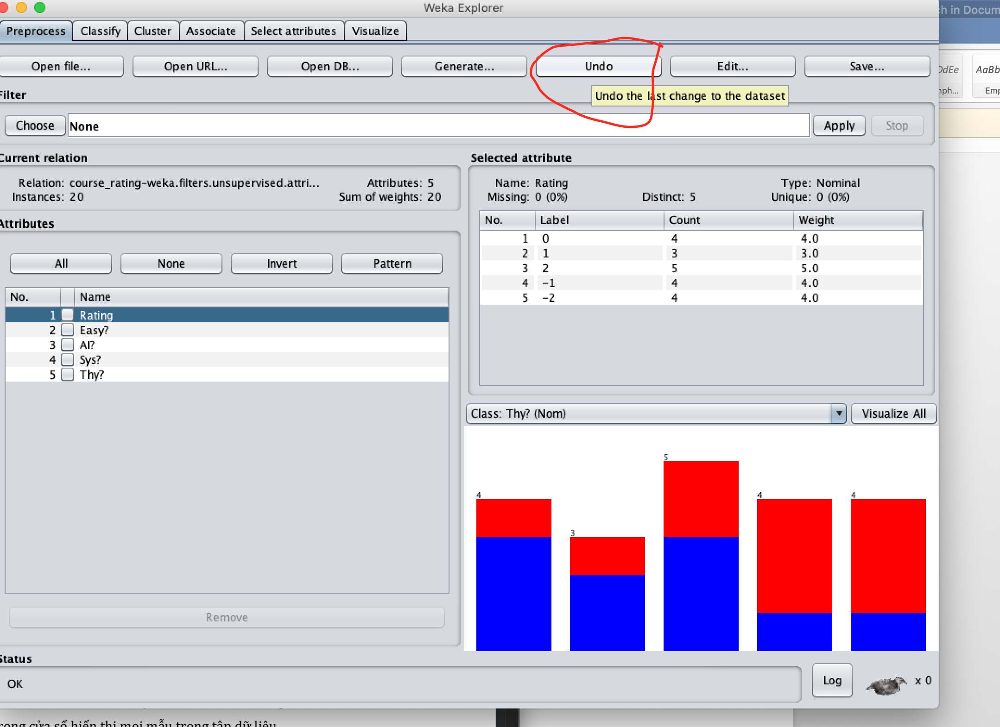 Weka Explorer
Preprocess Classify Cluster Associate Select attributes Visualize
Open file... Open URL... Open DB... Generate... Undo Edit... Save...
Undo the last change to the dataset
Filter
Choose None Apply Stop
Current relation
Relation: course_rating-weka.filters.unsupervised.attri... Attributes: 5
Instances: 20 Sum of weights: 20
Attributes
All None Invert Pattern
No. Name
1 Rating
2 Easy?
3 AI?
4 Sys?
5 Thy?
Remove
Selected attribute
Name: Rating Type: Nominal
Missing: 0 (0%) Distinct: 5 Unique: 0 (0%)
No. Label Count Weight
1 0 4 4.0
2 1 3 3.0
3 2 5 5.0
4 -1 4 4.0
5 -2 4 4.0
Class: Thy? (Nom) Visualize All
4 3 5 4 4
Status
OK
Log x 0
in Docum
AaBb
Emp
cửa sổ hiển thị mọi mẫu trong tập dữ liệu